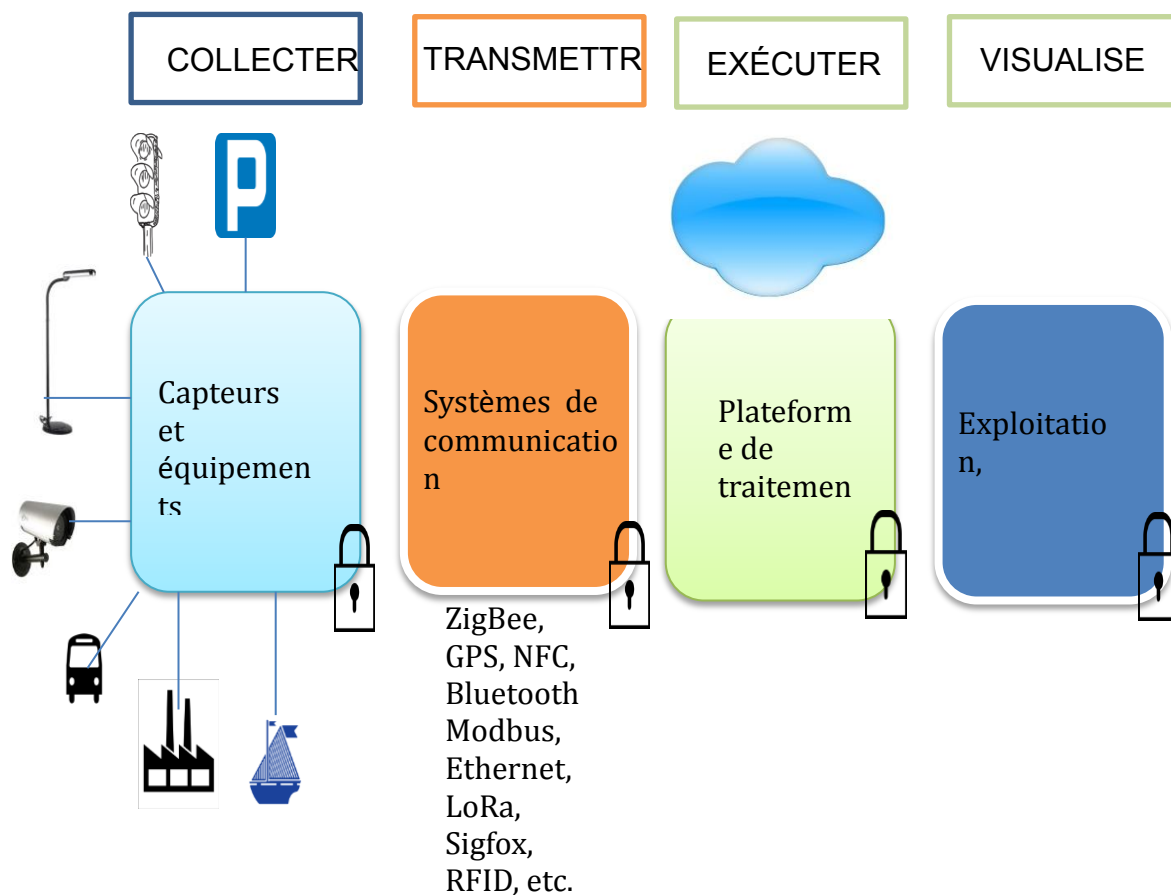 COLLECTER
TRANSMETTR
EXÉCUTER
VISUALISE
P
Capteurs
et
équipemen
ts
Systèmes de
communicatio
n
Plateform
e de
traitemen
Exploitatio
n,
ZigBee,
GPS, NFC,
Bluetooth
Modbus,
Ethernet,
LoRa,
Sigfox,
RFID, etc.